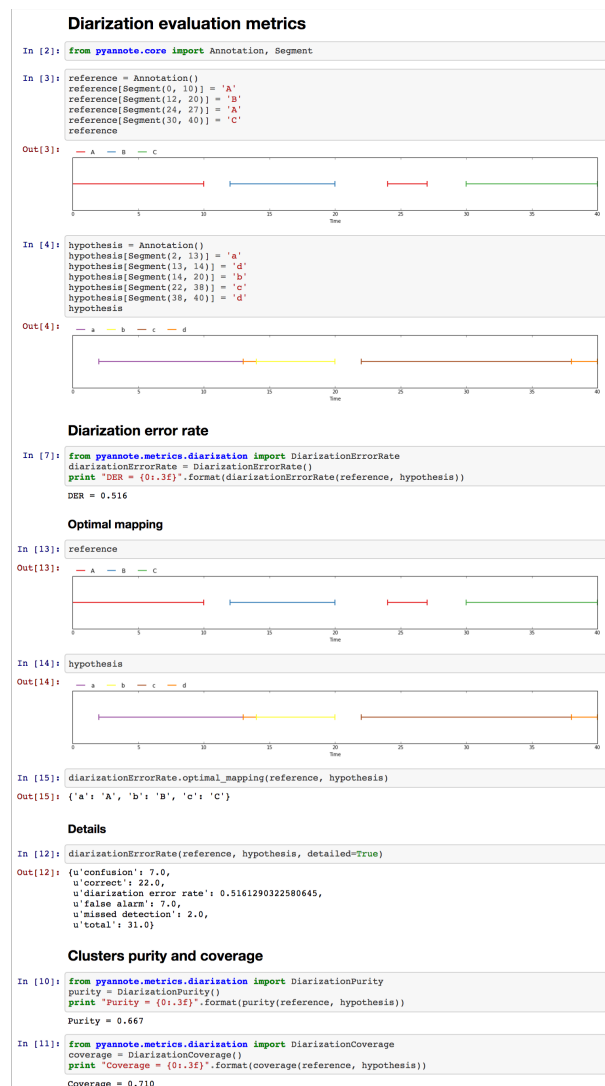 Diarization evaluation metrics
In [2]: from pyannote.core import Annotation, Segment
In [3]: reference = Annotation()
reference[Segment(0, 10)] = 'A'
reference[Segment(12, 20)] = 'B'
reference[Segment(24, 27)] = 'A'
reference[Segment(30, 40)] = 'C'
reference
Out[3]: A B C
0 5 10 15 20 25 30 35 40
Time
In [4]: hypothesis = Annotation()
hypothesis[Segment(2, 13)] = 'a'
hypothesis[Segment(13, 14)] = 'd'
hypothesis[Segment(14, 20)] = 'b'
hypothesis[Segment(22, 38)] = 'c'
hypothesis[Segment(38, 40)] = 'd'
hypothesis
Out[4]: a b c d
0 5 10 15 20 25 30 35 40
Time
Diarization error rate
In [7]: from pyannote.metrics.diarization import DiarizationErrorRate
diarizationErrorRate = DiarizationErrorRate()
print "DER = {0:.3f}".format(diarizationErrorRate(reference, hypothesis))
DER = 0.516
Optimal mapping
In [13]: reference
Out[13]: A B C
0 5 10 15 20 25 30 35 40
Time
In [14]: hypothesis
Out[14]: a b c d
0 5 10 15 20 25 30 35 40
Time
In [15]: diarizationErrorRate.optimal_mapping(reference, hypothesis)
Out[15]: {'a': 'A', 'b': 'B', 'c': 'C'}
Details
In [12]: diarizationErrorRate(reference, hypothesis, detailed=True)
Out[12]: {u'confusion': 7.0,
u'correct': 22.0,
u'diarization error rate': 0.5161290322580645,
u'false alarm': 7.0,
u'missed detection': 2.0,
u'total': 31.0}
Clusters purity and coverage
In [10]: from pyannote.metrics.diarization import DiarizationPurity
purity = DiarizationPurity()
print "Purity = {0:.3f}".format(purity(reference, hypothesis))
Purity = 0.667
In [11]: from pyannote.metrics.diarization import DiarizationCoverage
coverage = DiarizationCoverage()
print "Coverage = {0:.3f}".format(coverage(reference, hypothesis))
Coverage = 0.710